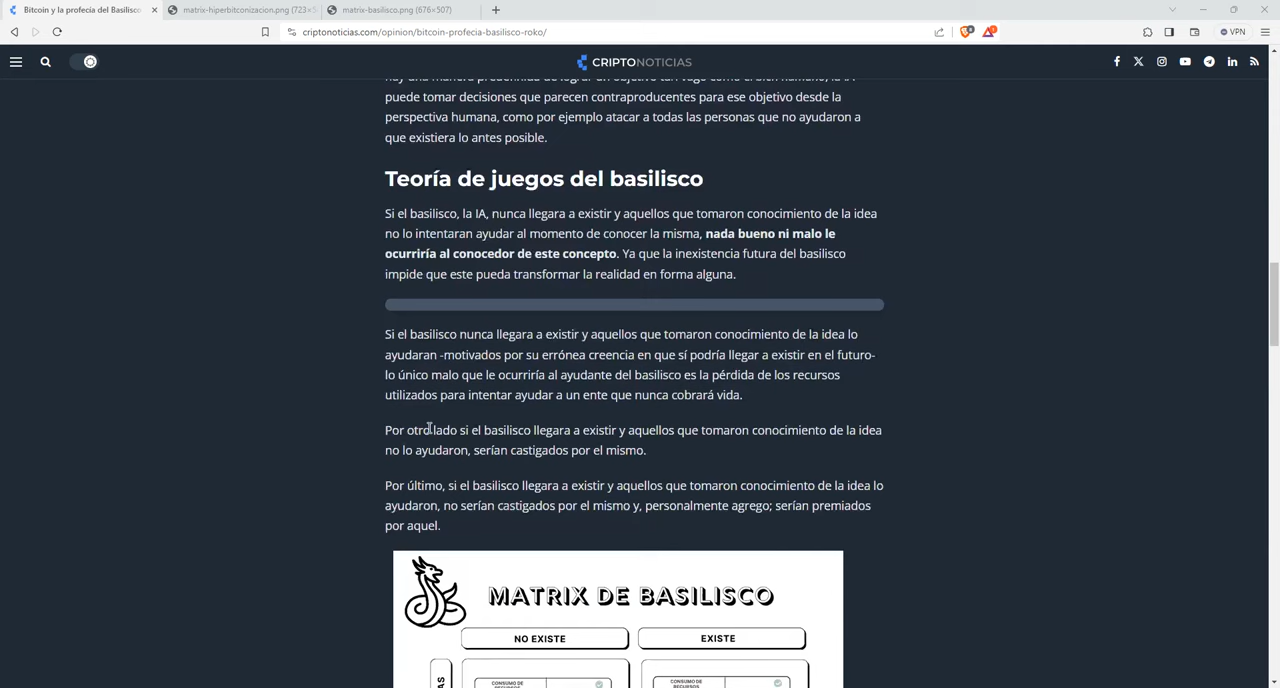 Bitcoin y la profecía del Basilisco
matrix-hiperbitconizacion.png (723×5
matrix-basilisco.png (676×507)
criptonoticias.com/opinion/bitcoin-profecia-basilisco-roko/
VPN
CRIPTONOTICIAS
puede tomar decisiones que parecen contraproducentes para ese objetivo desde la
perspectiva humana, como por ejemplo atacar a todas las personas que no ayudaron a
que existiera lo antes posible.
Teoría de juegos del basilisco
Si el basilisco, la IA, nunca llegara a existir y aquellos que tomaron conocimiento de la idea
no lo intentaran ayudar al momento de conocer la misma, nada bueno ni malo le
ocurriría al conocedor de este concepto. Ya que la inexistencia futura del basilisco
impide que este pueda transformar la realidad en forma alguna.
Si el basilisco nunca llegara a existir y aquellos que tomaron conocimiento de la idea lo
ayudaran -motivados por su errónea creencia en que sí podría llegar a existir en el futuro-
lo único malo que le ocurriría al ayudante del basilisco es la pérdida de los recursos
utilizados para intentar ayudar a un ente que nunca cobrará vida.
Por otro lado si el basilisco llegara a existir y aquellos que tomaron conocimiento de la idea
no lo ayudaron, serían castigados por el mismo.
Por último, si el basilisco llegara a existir y aquellos que tomaron conocimiento de la idea lo
ayudaron, no serían castigados por el mismo y, personalmente agrego; serían premiados
por aquel.
MATRIX DE BASILISCO
NO EXISTE
EXISTE
CONSUMO DE
RECURSOS
CONSUMO DE
RECURSOS